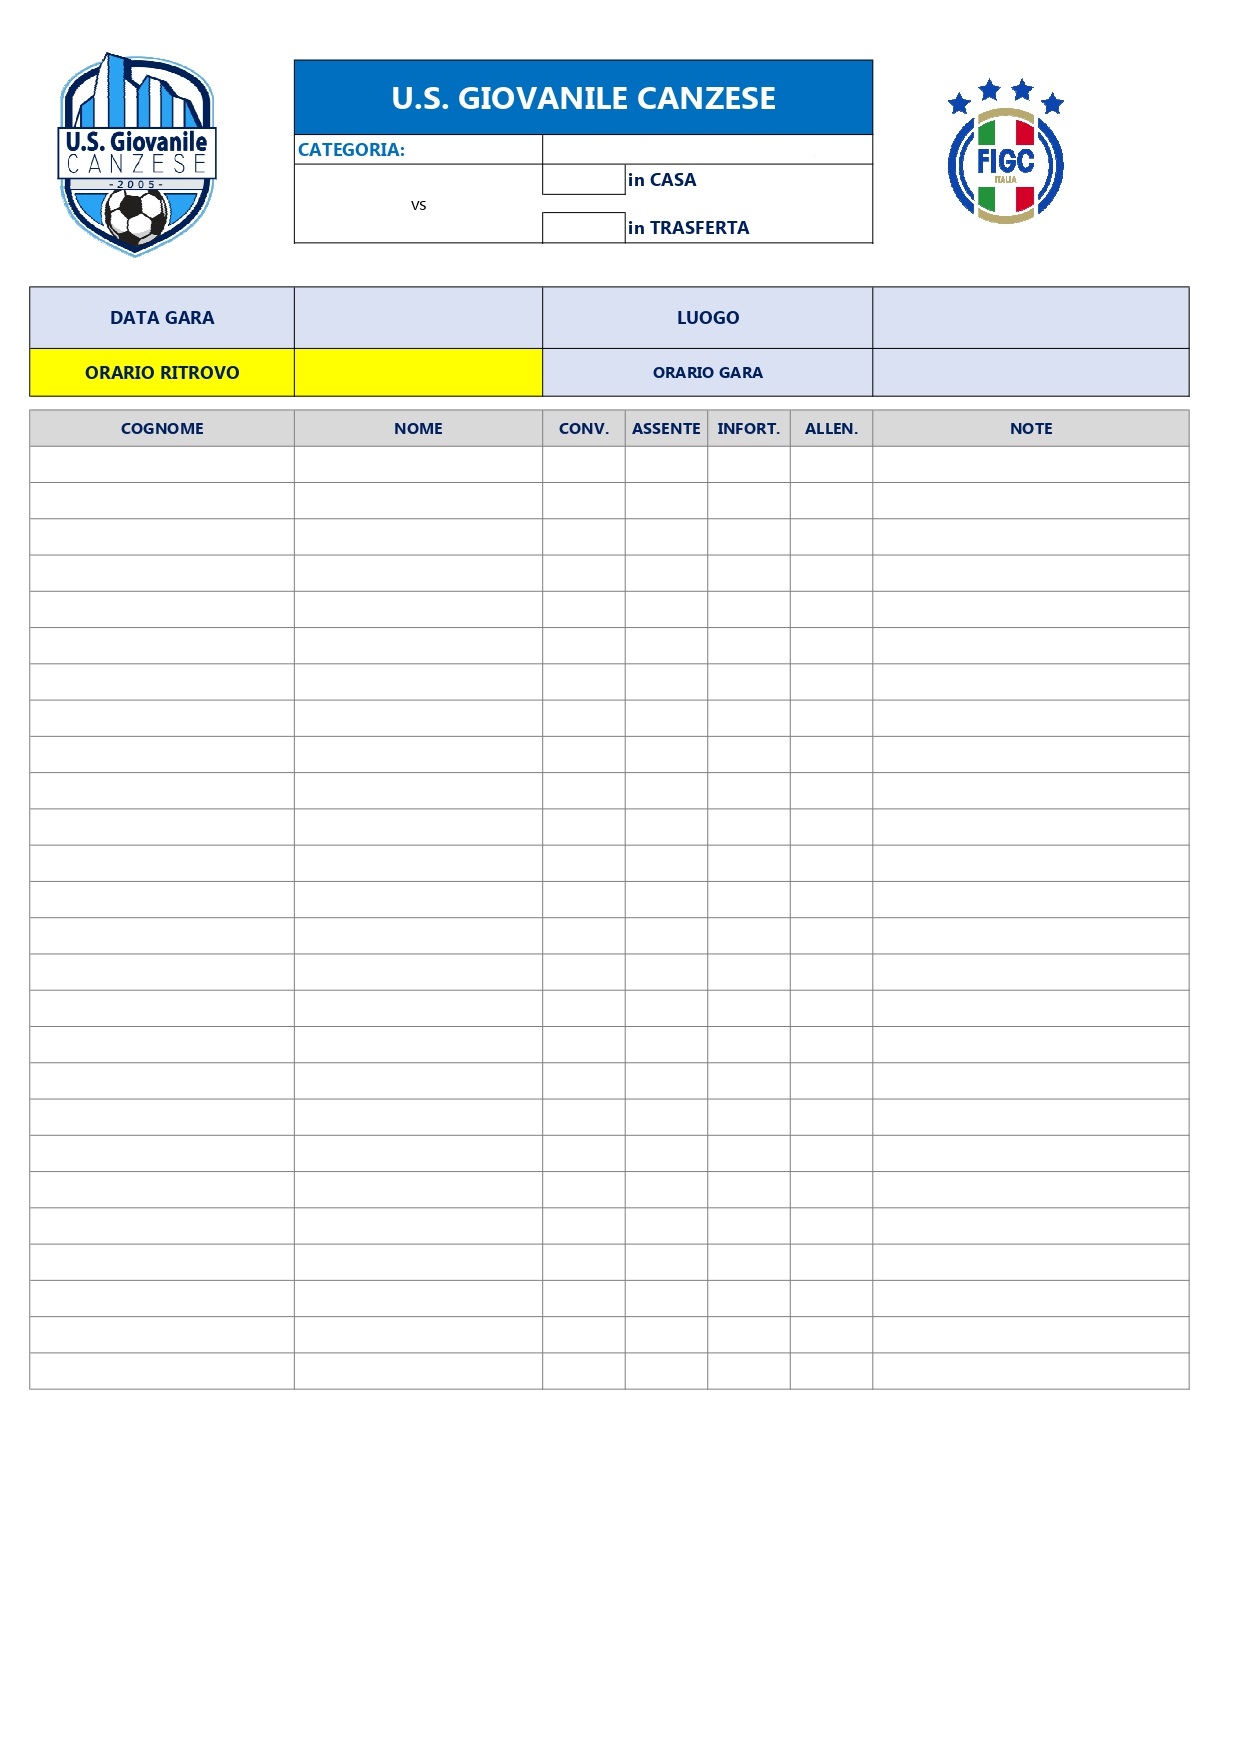 U.S. Giovanile
CANZESE
-2005-
U.S. GIOVANILE CANZESE
CATEGORIA:
vs
in CASA
in TRASFERTA
FIGC
ITALIA
DATA GARA LUOGO
ORARIO RITROVO ORARIO GARA
COGNOME NOME CONV. ASSENTE INFORT. ALLEN. NOTE